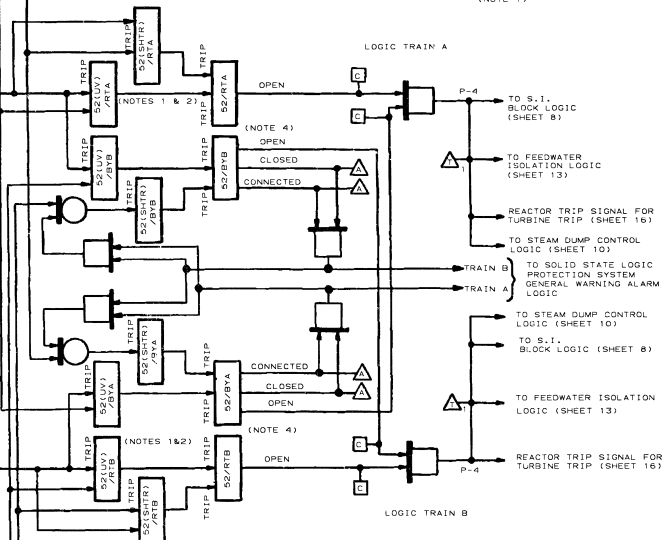 (NOTE 1)
LOGIC TRAIN A
TRIP
TRIP
52(SHTR)
/RTA
TRIP
TRIP
52(UV)
/RTA
(NOTES 1 & 2)
TRIP
TRIP
52/RTA
OPEN
C
C
P-4
TO S.I.
BLOCK LOGIC
(SHEET 8)
(NOTE 4)
TRIP
52(UV)
/BYB
TRIP
TRIP
52(SHTR)
/BYB
TRIP
TRIP
52/BYB
OPEN
CLOSED
A
CONNECTED
A
T
1
TO FEEDWATER
ISOLATION LOGIC
(SHEET 13)
REACTOR TRIP SIGNAL FOR
TURBINE TRIP (SHEET 16)
TO STEAM DUMP CONTROL
LOGIC (SHEET 10)
TRAIN B
TRAIN A
TO SOLID STATE LOGIC
PROTECTION SYSTEM
GENERAL WARNING ALARM
LOGIC
TO STEAM DUMP CONTROL
LOGIC (SHEET 10)
TO S.I.
BLOCK LOGIC (SHEET 8)
TRIP
52(SHTR)
/BYA
TRIP
TRIP
52(UV)
/BYA
TRIP
TRIP
52/BYA
CONNECTED
A
CLOSED
A
OPEN
T
1
TO FEEDWATER ISOLATION
LOGIC (SHEET 13)
(NOTE 4)
(NOTES 1&2)
TRIP
52(UV)
/RTB
TRIP
TRIP
52/RTB
OPEN
C
C
P-4
REACTOR TRIP SIGNAL FOR
TURBINE TRIP (SHEET 16)
TRIP
52(SHTR)
/RTB
LOGIC TRAIN B